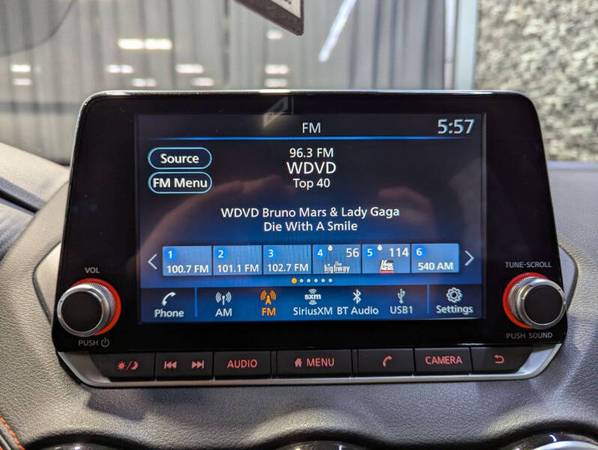 FM
5:57
Source
FM Menu
96.3 FM
WDVD
Top 40
WDVD Bruno Mars & Lady Gaga
Die With A Smile
1
100.7 FM
2
101.1 FM
3
102.7 FM
4 56
the highway
5 114
6
540 AM
Phone
AM
FM
sxm
SiriusXM
BT Audio
USB1
Settings
VOL
PUSH
TUNE·SCROLL
PUSH SOUND
AUDIO
MENU
CAMERA